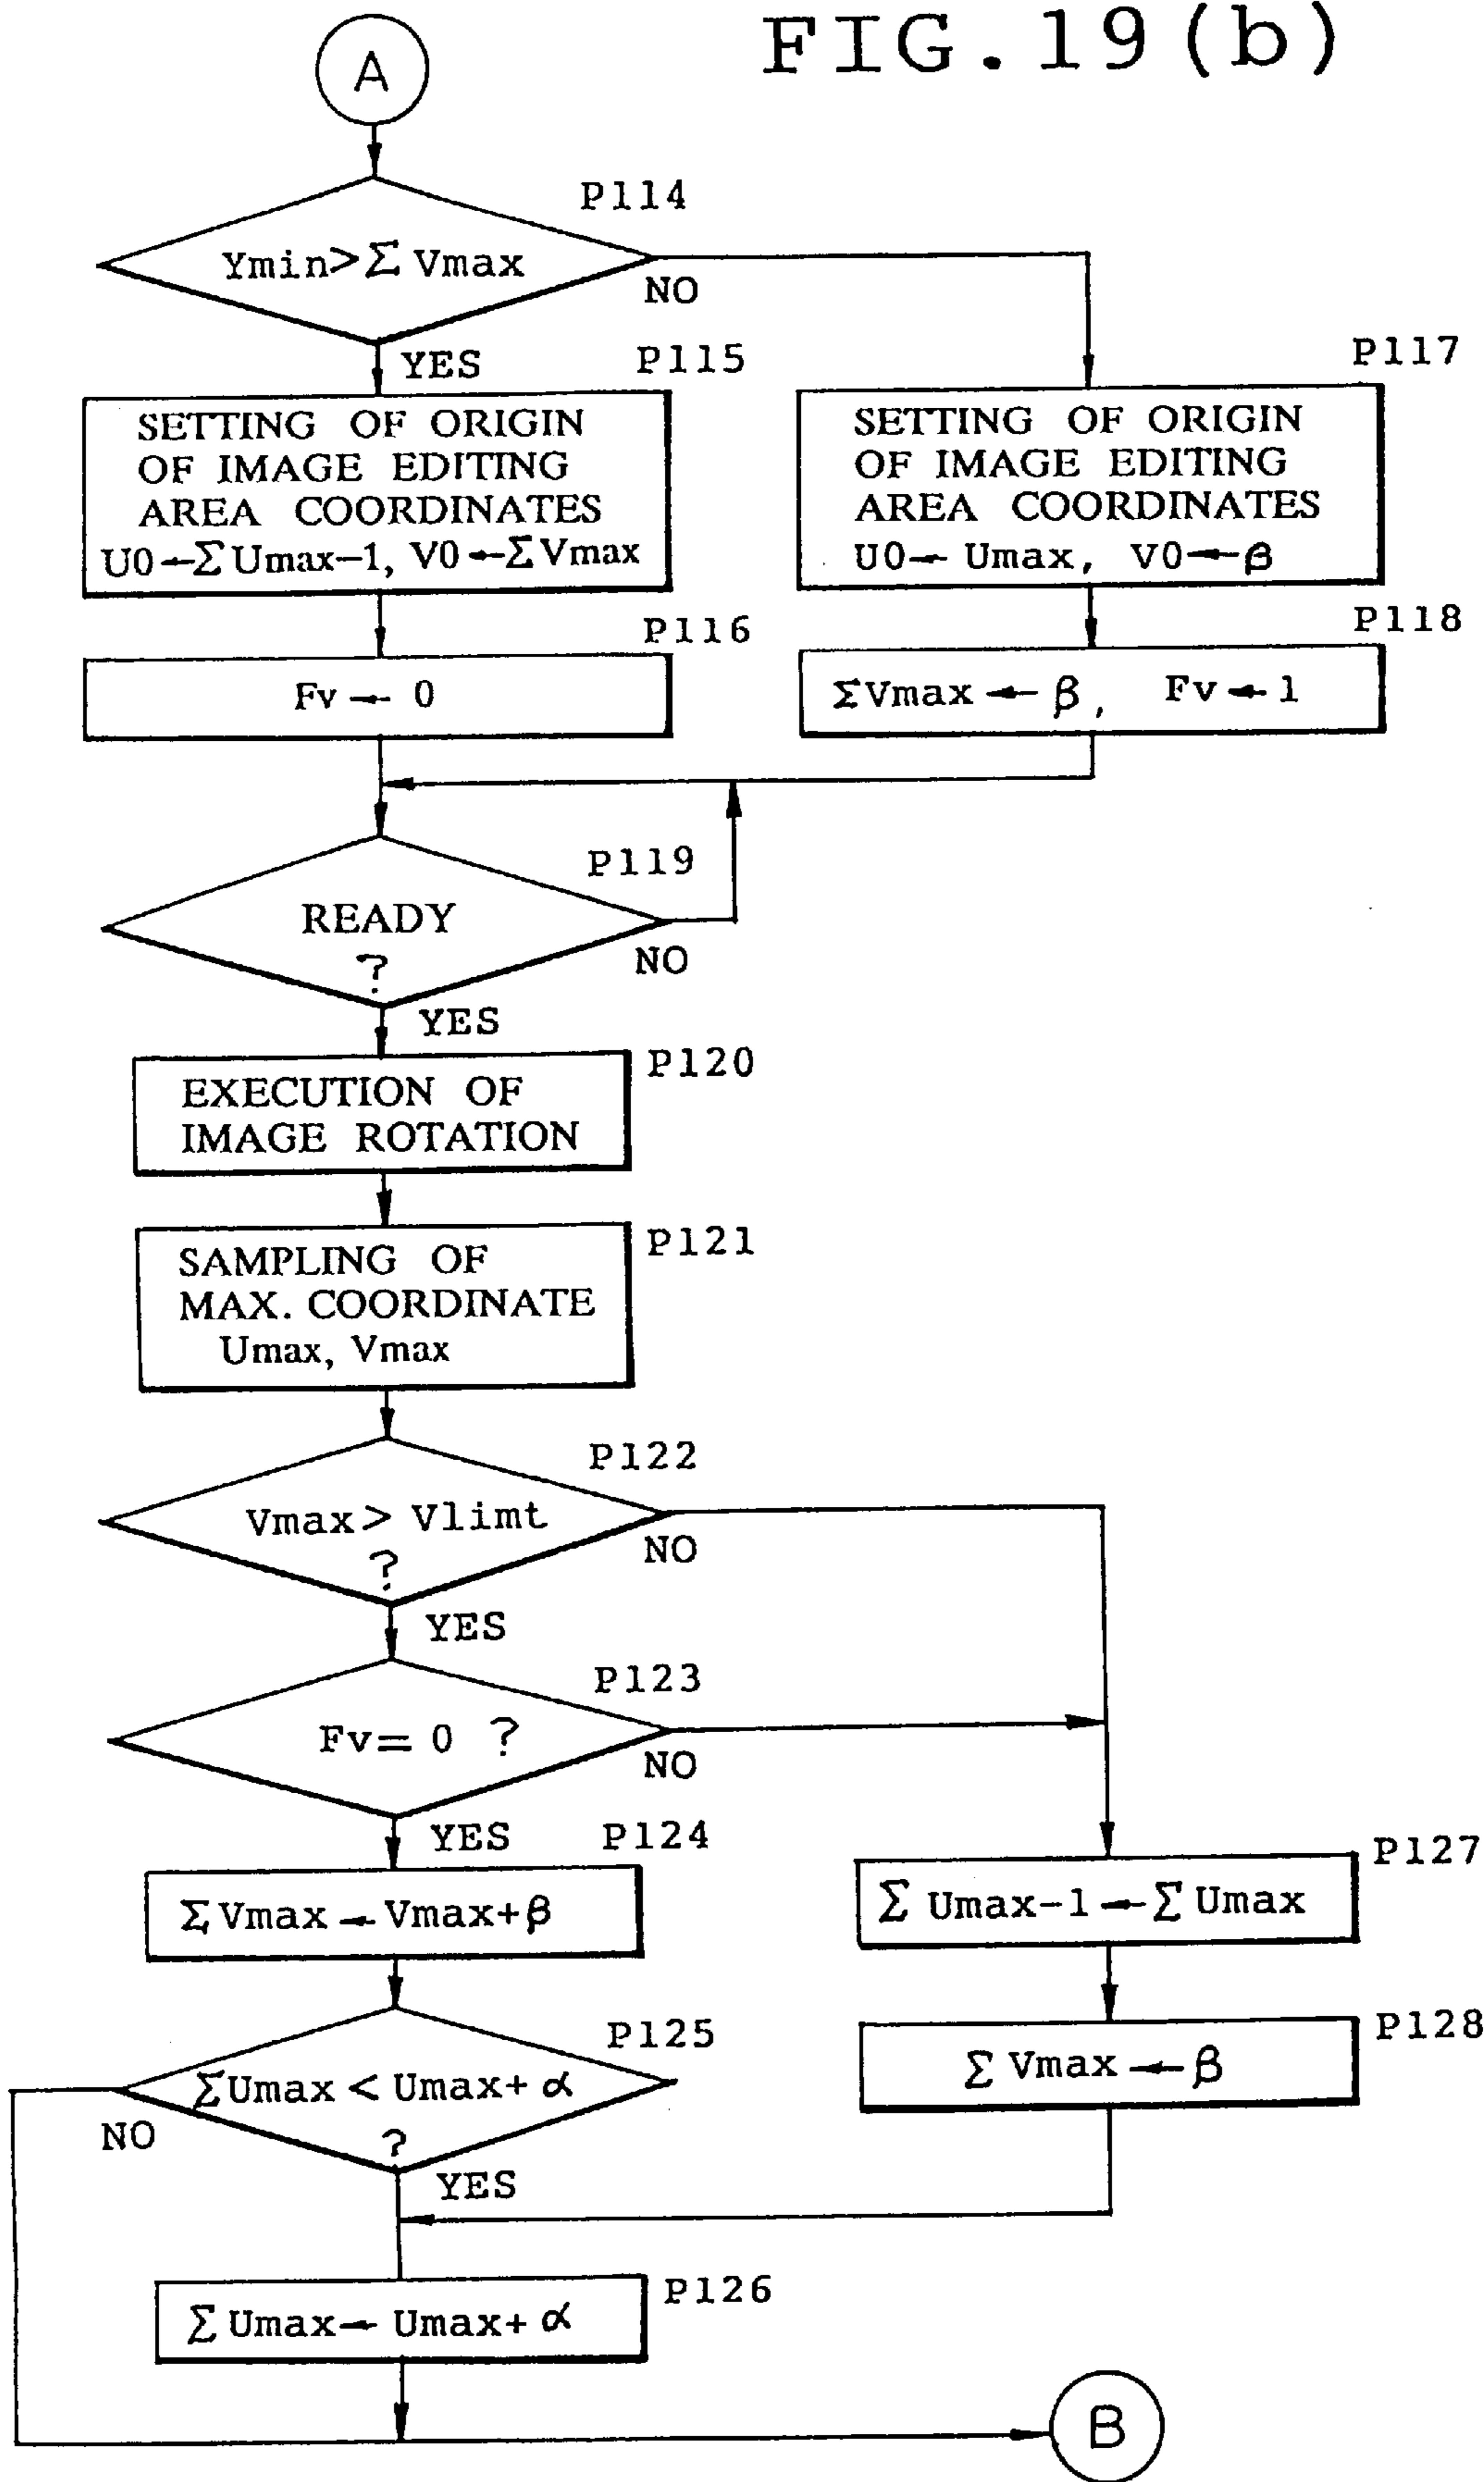 FIG.19(b)
A
P114
Ymin>Σ Vmax
NO
YES
P115
SETTING OF ORIGIN
OF IMAGE EDITING
AREA COORDINATES
U0←ΣUmax-1, V0←ΣVmax
P117
SETTING OF ORIGIN
OF IMAGE EDITING
AREA COORDINATES
U0← Umax, V0←β
P116
Fv ← 0
P118
ΣVmax ← β, Fv ← 1
P119
READY
?
NO
YES
P120
EXECUTION OF
IMAGE ROTATION
P121
SAMPLING OF
MAX. COORDINATE
Umax, Vmax
P122
Vmax> Vlimt
?
NO
YES
P123
Fv= 0 ?
NO
YES
P124
Σ Vmax ← Vmax+β
P127
Σ Umax-1 ← Σ Umax
P125
ΣUmax < Umax+ α
?
NO
YES
P128
Σ Vmax ← β
P126
Σ Umax← Umax+ α
B